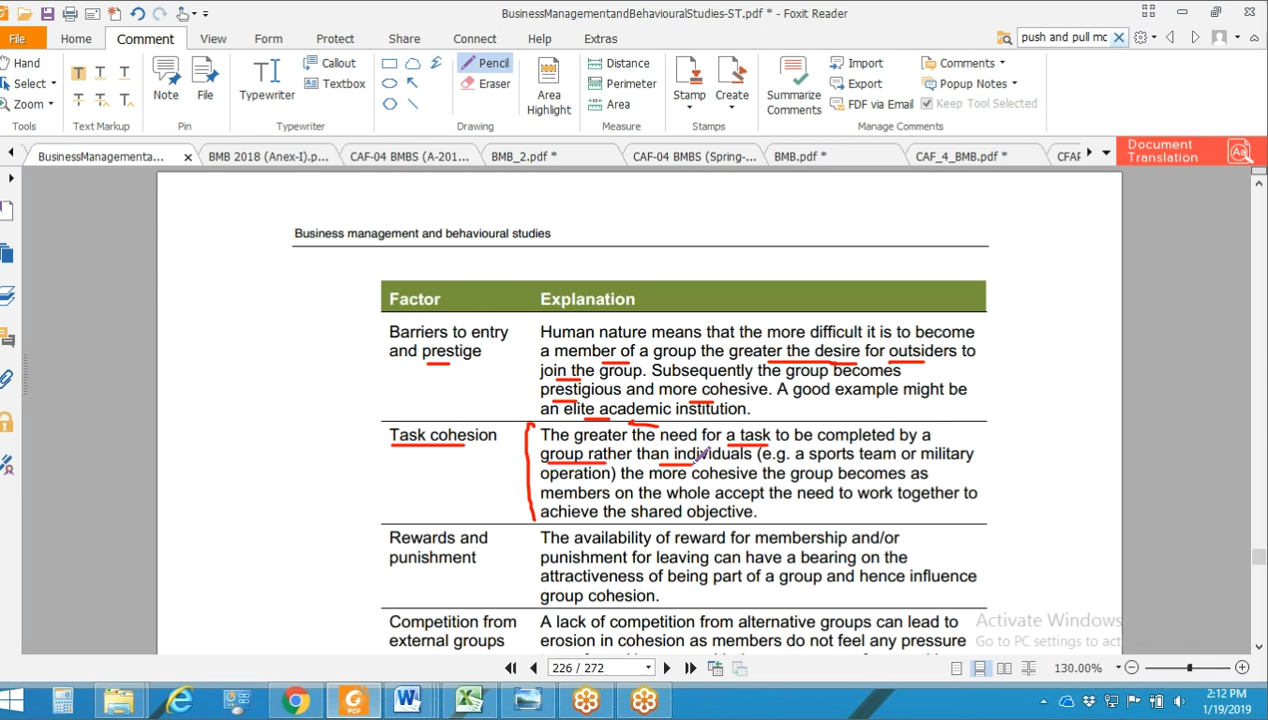 BusinessManagementandBehaviouralStudies-ST.pdf * - Foxit Reader
File Home Comment View Form Protect Share Connect Help Extras push and pull mo
Hand Callout Pencil Distance Import Comments
Select Note File Typewriter Textbox Eraser Area Highlight Perimeter Stamp Create Summarize Comments Export Popup Notes
Zoom Area FDF via Email Keep Tool Selected
Tools Text Markup Pin Typewriter Drawing Measure Stamps Manage Comments
BusinessManagementa... BMB 2018 (Anex-I).p... CAF-04 BMBS (A-201... BMB_2.pdf * CAF-04 BMBS (Spring-... BMB.pdf * CAF_4_BMB.pdf * CFAP
Document
Translation
Business management and behavioural studies
Factor Explanation
Barriers to entry Human nature means that the more difficult it is to become
and prestige a member of a group the greater the desire for outsiders to
join the group. Subsequently the group becomes
prestigious and more cohesive. A good example might be
an elite academic institution.
Task cohesion The greater the need for a task to be completed by a
group rather than individuals (e.g. a sports team or military
operation) the more cohesive the group becomes as
members on the whole accept the need to work together to
achieve the shared objective.
Rewards and The availability of reward for membership and/or
punishment punishment for leaving can have a bearing on the
attractiveness of being part of a group and hence influence
group cohesion.
Competition from A lack of competition from alternative groups can lead to
external groups erosion in cohesion as members do not feel any pressure
Activate Windows
Go to PC settings to act
226 / 272 130.00%
2:12 PM
1/19/2019